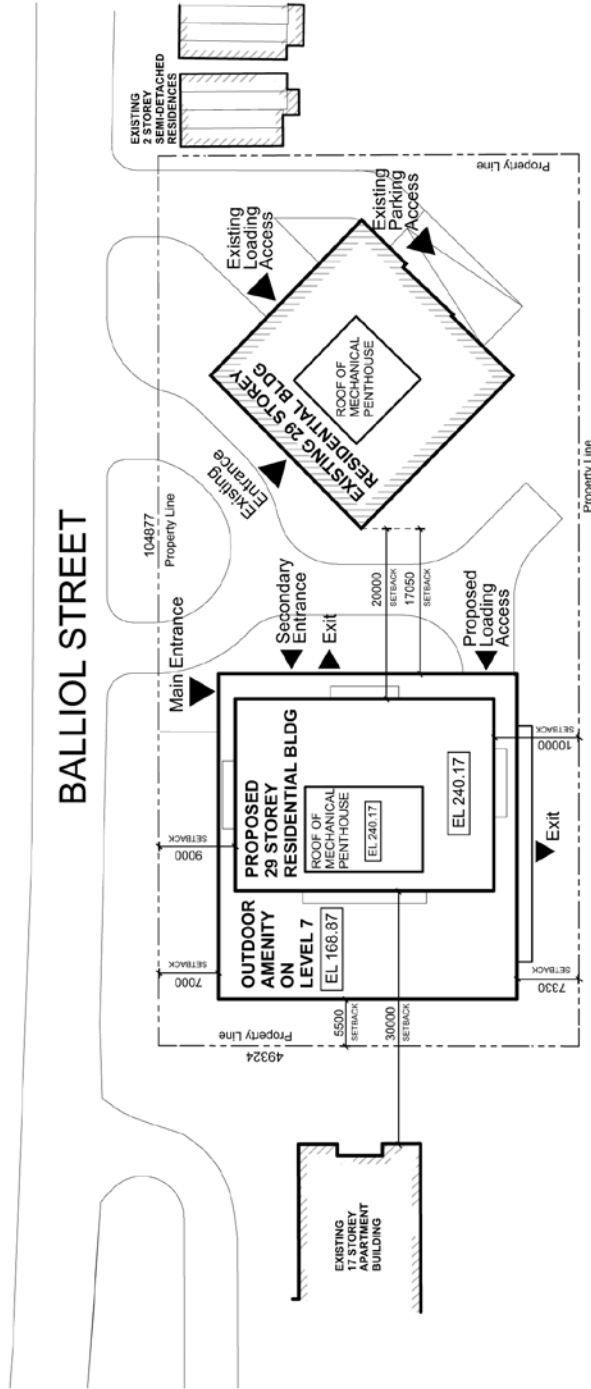 BALLIOL STREET
EXISTING
2 STOREY
SEMI-DETACHED
RESIDENCES
104877
Property Line
Property Line
Main Entrance
Secondary
Entrance
Exit
Existing
Entrance
Existing
Loading
Access
Existing
Parking
Access
EXISTING 29 STOREY
RESIDENTIAL BLDG
ROOF OF
MECHANICAL
PENTHOUSE
7000
SETBACK
9000
SETBACK
OUTDOOR
AMENITY
ON
LEVEL 7
EL 168.87
PROPOSED
29 STOREY
RESIDENTIAL BLDG
ROOF OF
MECHANICAL
PENTHOUSE
EL 240.17
EL 240.17
20000
SETBACK
17050
SETBACK
Proposed
Loading
Access
49324
Property Line
5500
SETBACK
30000
SETBACK
7330
SETBACK
10000
SETBACK
Exit
Property Line
EXISTING
17 STOREY
APARTMENT
BUILDING